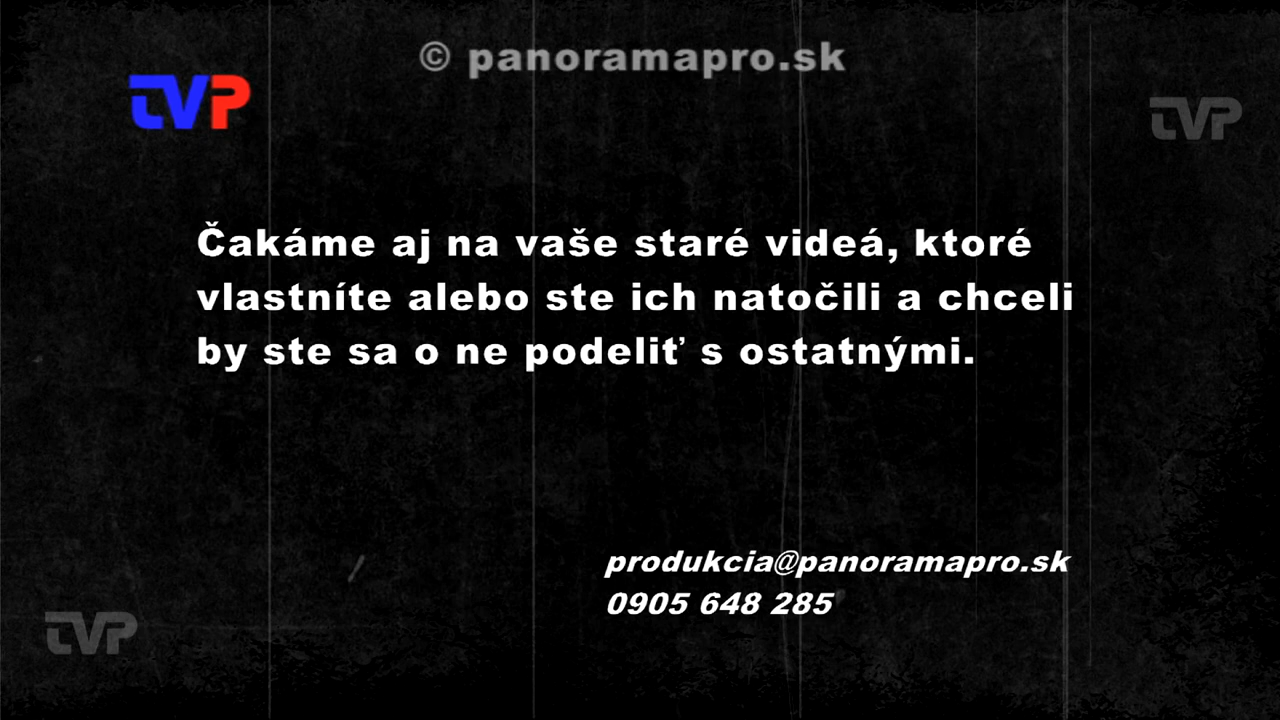 © panoramapro.sk
TVP
TVP
Čakáme aj na vaše staré videá, ktoré
vlastníte alebo ste ich natočili a chceli
by ste sa o ne podeliť s ostatnými.
produkcia@panoramapro.sk
0905 648 285
TVP